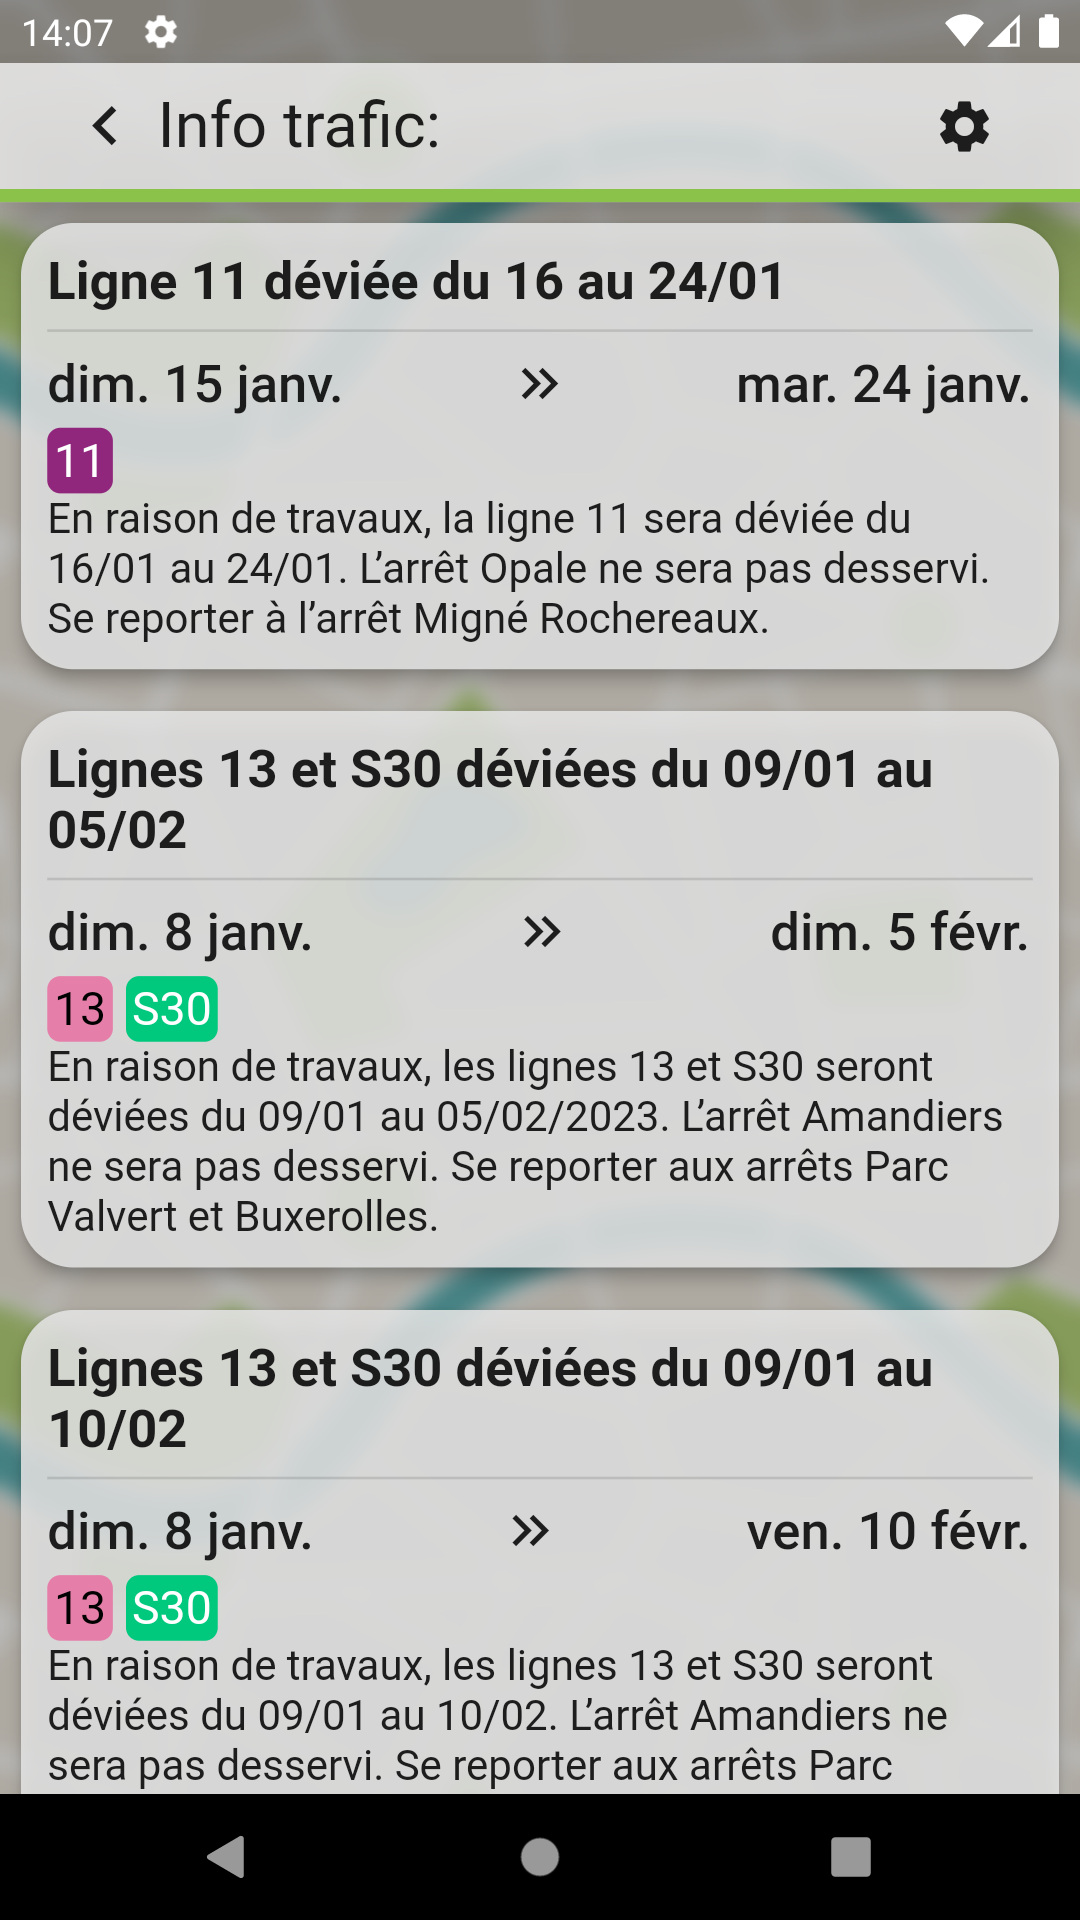 14:07
Info trafic:
Ligne 11 déviée du 16 au 24/01
dim. 15 janv. mar. 24 janv.
11
En raison de travaux, la ligne 11 sera déviée du
16/01 au 24/01. L’arrêt Opale ne sera pas desservi.
Se reporter à l’arrêt Migné Rochereaux.
Lignes 13 et S30 déviées du 09/01 au
05/02
dim. 8 janv. dim. 5 févr.
13 S30
En raison de travaux, les lignes 13 et S30 seront
déviées du 09/01 au 05/02/2023. L’arrêt Amandiers
ne sera pas desservi. Se reporter aux arrêts Parc
Valvert et Buxerolles.
Lignes 13 et S30 déviées du 09/01 au
10/02
dim. 8 janv. ven. 10 févr.
13 S30
En raison de travaux, les lignes 13 et S30 seront
déviées du 09/01 au 10/02. L’arrêt Amandiers ne
sera pas desservi. Se reporter aux arrêts Parc